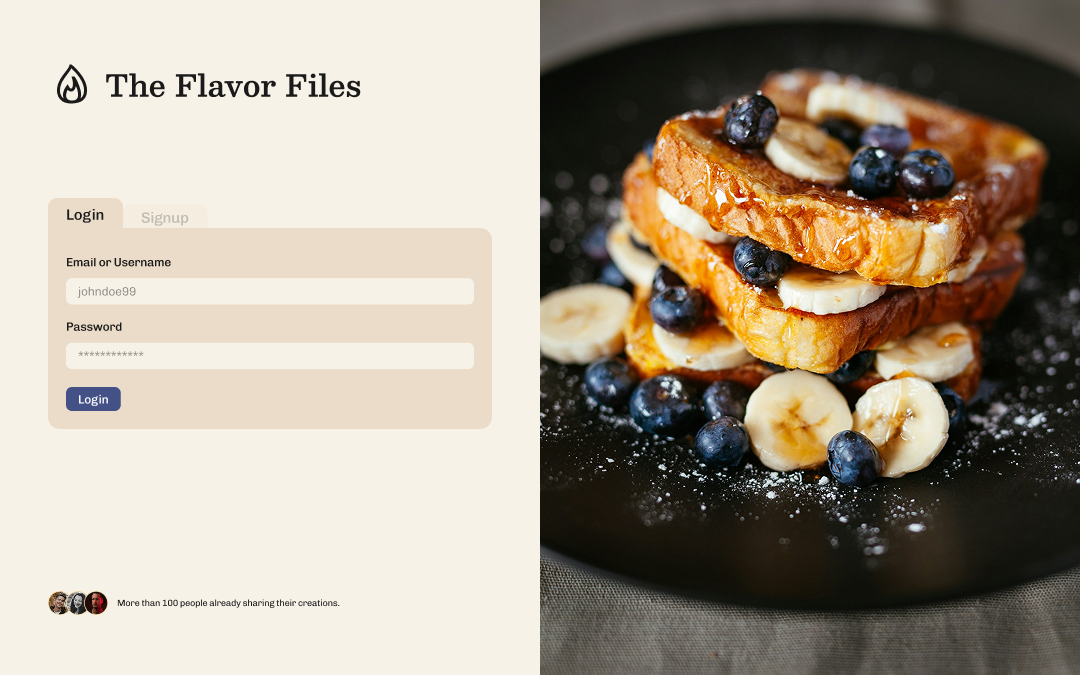 The Flavor Files
Login
Signup
Email or Username
johndoe99
Password
************
Login
More than 100 people already sharing their creations.